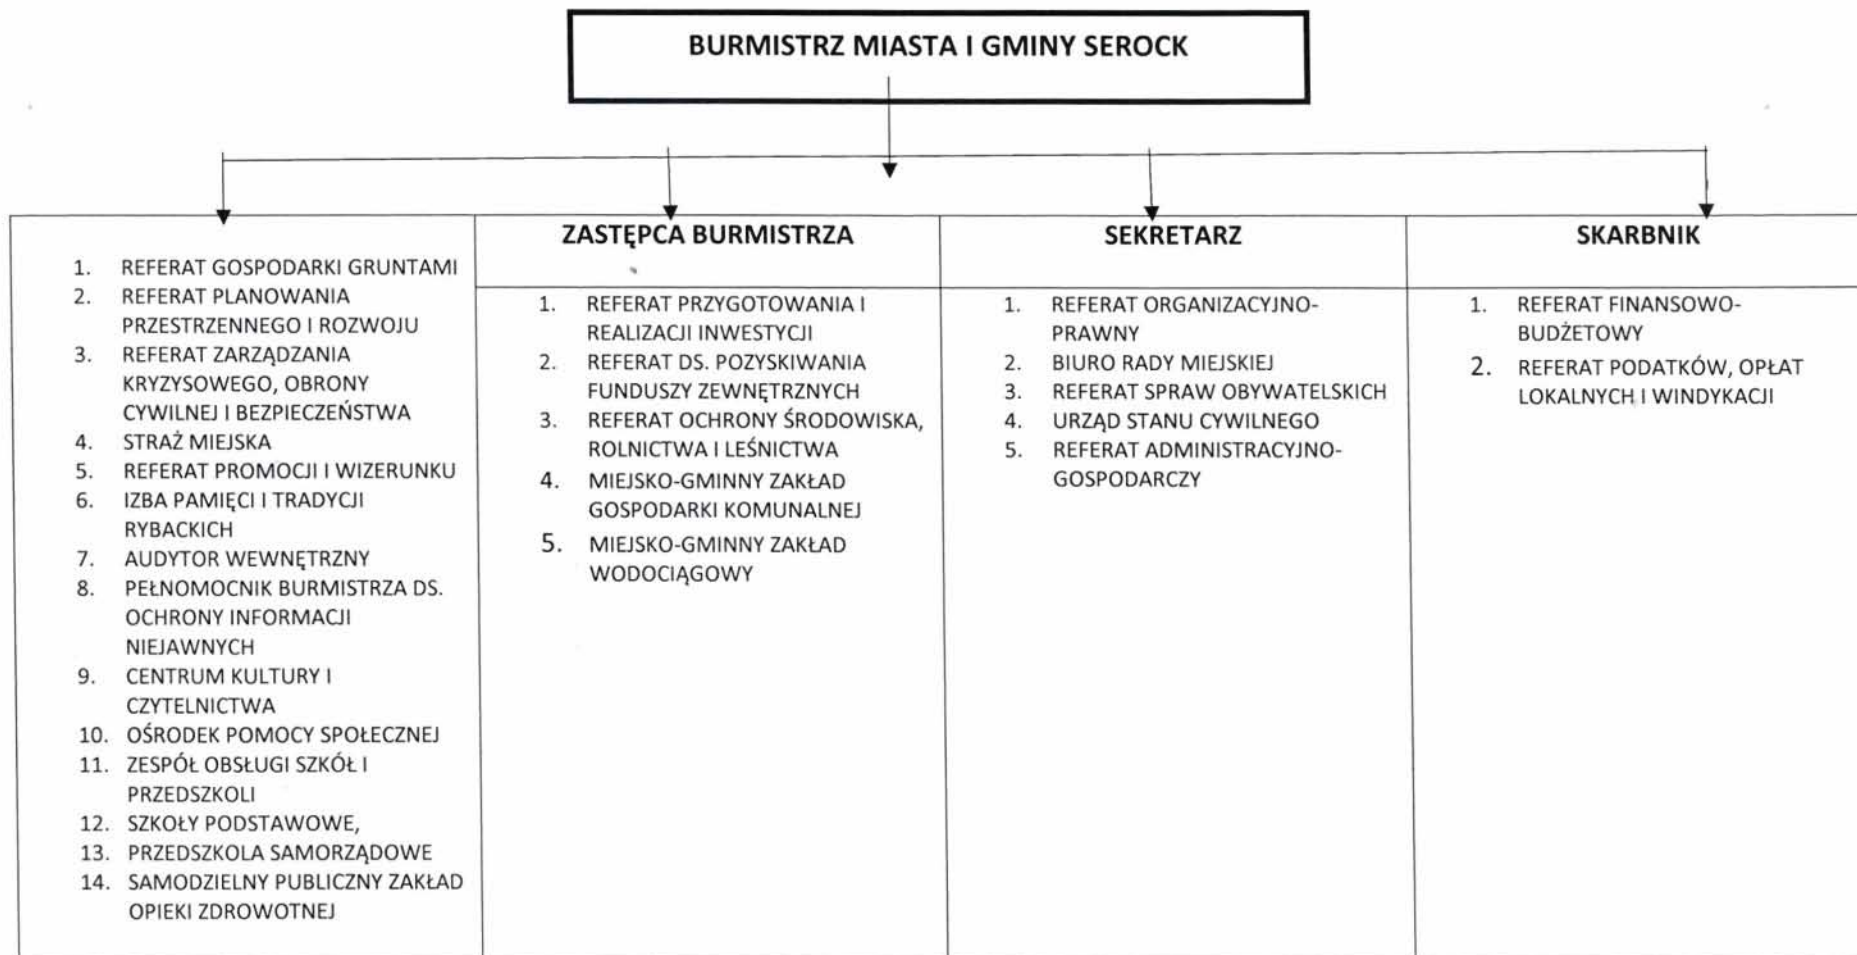 BURMISTRZ MIASTA I GMINY SEROCK
1. REFERAT GOSPODARKI GRUNTAMI
2. REFERAT PLANOWANIA
PRZESTRZENNEGO I ROZWOJU
3. REFERAT ZARZĄDZANIA
KRYZYSOWEGO, OBRONY
CYWILNEJ I BEZPIECZEŃSTWA
4. STRAŻ MIEJSKA
5. REFERAT PROMOCJI I WIZERUNKU
6. IZBA PAMIĘCI I TRADYCJI
RYBACKICH
7. AUDYTOR WEWNĘTRZNY
8. PEŁNOMOCNIK BURMISTRZA DS.
OCHRONY INFORMACJI
NIEJAWNYCH
9. CENTRUM KULTURY I
CZYTELNICTWA
10. OŚRODEK POMOCY SPOŁECZNEJ
11. ZESPÓŁ OBSŁUGI SZKÓŁ I
PRZEDSZKOLI
12. SZKOŁY PODSTAWOWE,
13. PRZEDSZKOLA SAMORZĄDOWE
14. SAMODZIELNY PUBLICZNY ZAKŁAD
OPIEKI ZDROWOTNEJ
ZASTĘPCA BURMISTRZA
1. REFERAT PRZYGOTOWANIA I
REALIZACJI INWESTYCJI
2. REFERAT DS. POZYSKIWANIA
FUNDUSZY ZEWNĘTRZNYCH
3. REFERAT OCHRONY ŚRODOWISKA,
ROLNICTWA I LEŚNICTWA
4. MIEJSKO-GMINNY ZAKŁAD
GOSPODARKI KOMUNALNEJ
5. MIEJSKO-GMINNY ZAKŁAD
WODOCIĄGOWY
SEKRETARZ
1. REFERAT ORGANIZACYJNO-
PRAWNY
2. BIURO RADY MIEJSKIEJ
3. REFERAT SPRAW OBYWATELSKICH
4. URZĄD STANU CYWILNEGO
5. REFERAT ADMINISTRACYJNO-
GOSPODARCZY
SKARBNIK
1. REFERAT FINANSOWO-
BUDŻETOWY
2. REFERAT PODATKÓW, OPŁAT
LOKALNYCH I WINDYKACJI